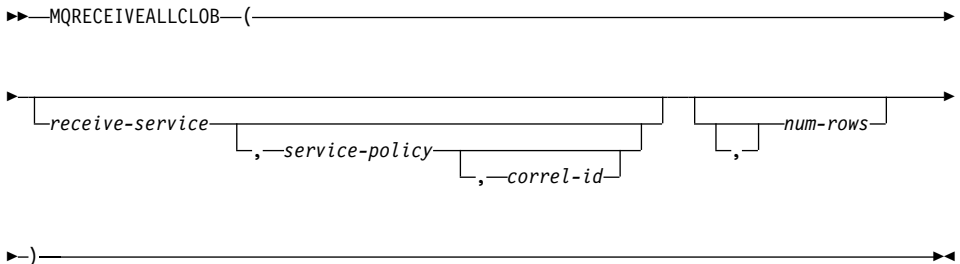 MQRECEIVEALLCLOB (
receive-service , service-policy , correl-id , num-rows
)